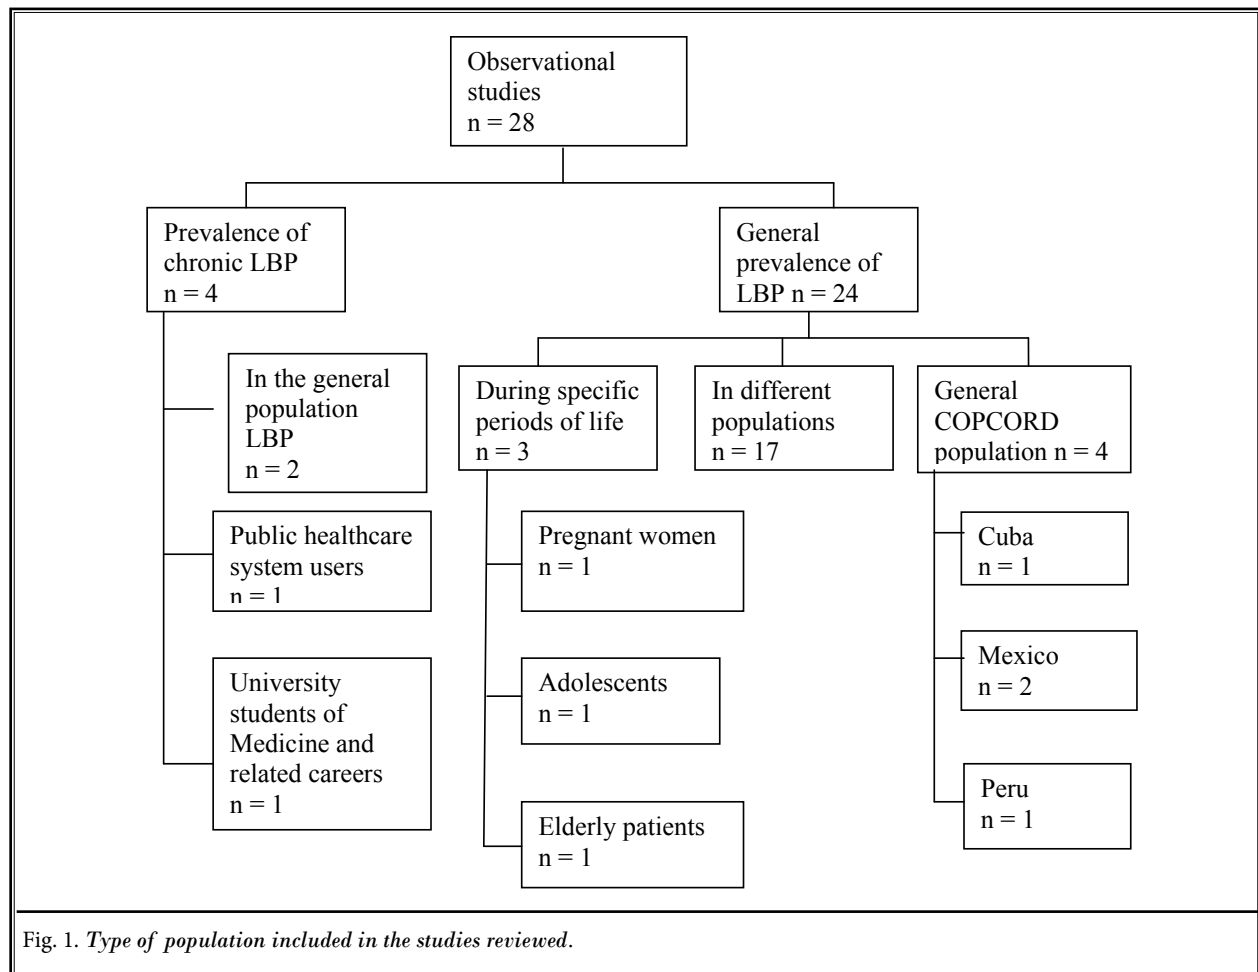 Observational
studies
n = 28
Prevalence of
chronic LBP
n = 4
General
prevalence of
LBP n = 24
In the general
population
LBP
n = 2
Public healthcare
system users
n = 1
University
students of
Medicine and
related careers
n = 1
During specific
periods of life
n = 3
Pregnant women
n = 1
Adolescents
n = 1
Elderly patients
n = 1
In different
populations
n = 17
General
COPCORD
population n = 4
Cuba
n = 1
Mexico
n = 2
Peru
n = 1
Fig. 1. Type of population included in the studies reviewed.